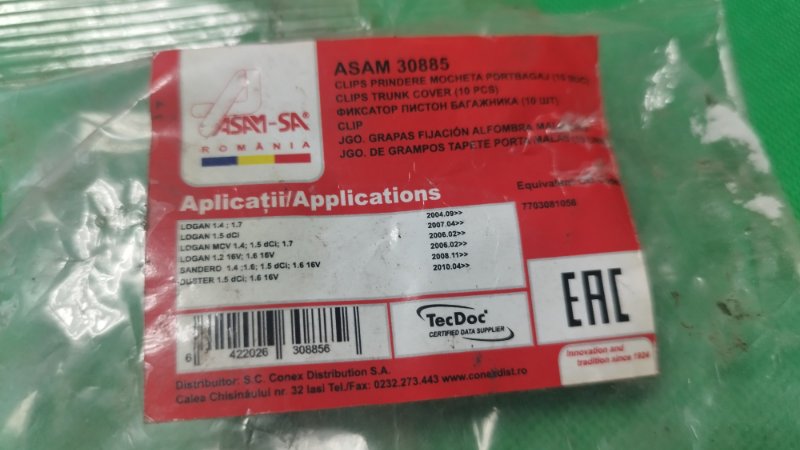 ASAM 30885
CLIPS PRINDERE MOCHETA PORTBAGAJ (10 BUC)
CLIPS TRUNK COVER (10 PCS)
ФИКСАТОР ПИСТОН БАГАЖНИКА (10 ШТ)
CLIP
JGO. GRAPAS FIJACIÓN ALFOMBRA
JGO. DE GRAMPOS TAPETE PORTA MALAS
ASAM-SA
ROMÂNIA
Aplicații/Applications
Equivalent
7703081056
LOGAN 1.4 ; 1.7 2004.09>>
LOGAN 1.5 dCi 2007.04>>
LOGAN MCV 1.4; 1.5 dCi; 1.7 2006.02>>
LOGAN 1.2 16V; 1.6 16V 2006.02>>
SANDERO 1.4 ;1.6; 1.5 dCi; 1.6 16V 2008.11>>
DUSTER 1.5 dCi; 1.6 16V 2010.04>>
EAC
TecDoc
CERTIFIED DATA SUPPLIER
6 422026 308856
Innovation and
tradition since 1924
Distribuitor: S.C. Conex Distribution S.A.
Calea Chisinăului nr. 32 Iasi Tel./Fax: 0232.273.443 www.conexdist.ro